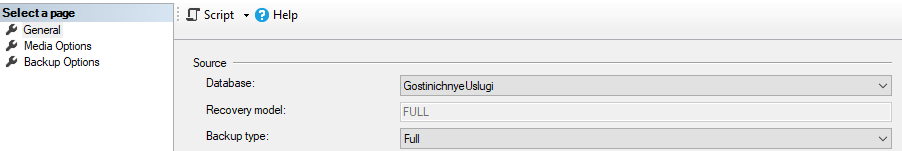 Select a page
General
Media Options
Backup Options
Script
Help
Source
Database:
GostinichnyeUslugi
Recovery model:
FULL
Backup type:
Full